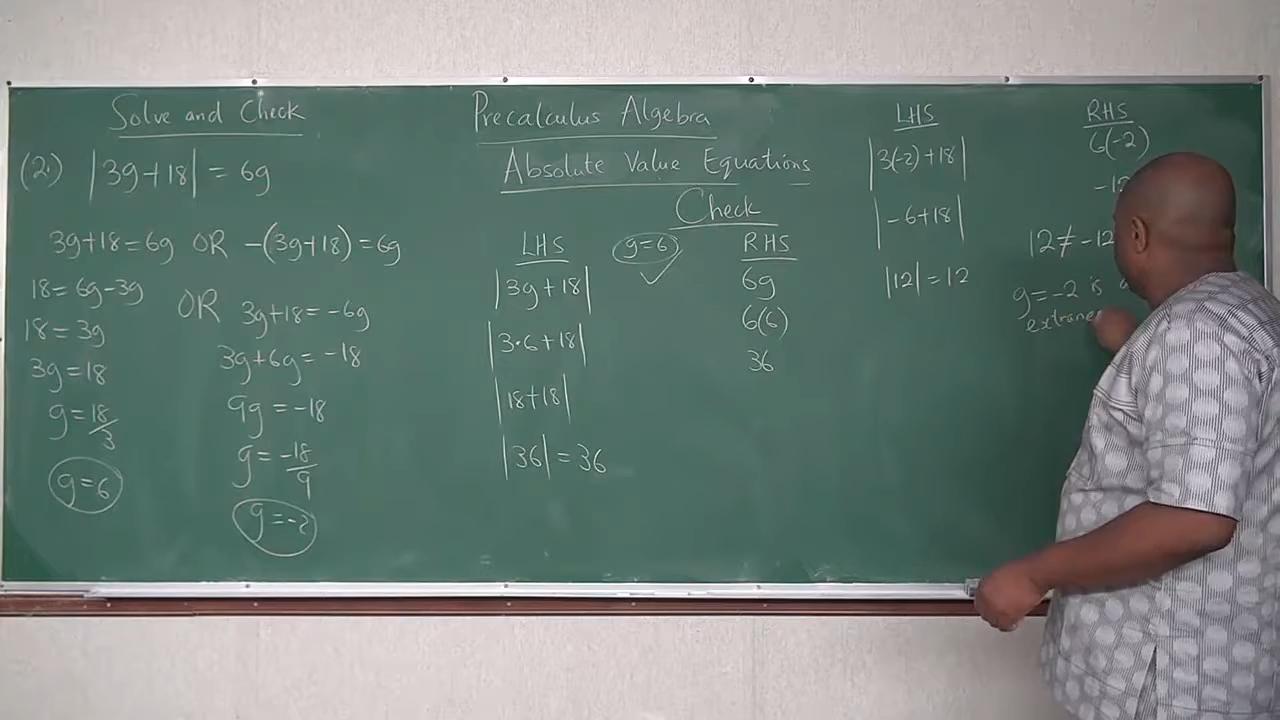 Solve and Check
(2.) |3g+18| = 6g
3g+18=6g OR -(3g+18)=6g
18=6g-3g
OR 3g+18=-6g
18=3g
3g+6g=-18
3g=18
9g=-18
g=18/3
g=-18/9
g=6
g=-2
Precalculus Algebra
Absolute Value Equations
Check
LHS
g=6 ✓
RHS
|3g+18|
6g
|3•6+18|
6(6)
|18+18|
36
|36|=36
LHS
RHS
|3(-2)+18|
6(-2)
-12
|-6+18|
12≠-12
|12|=12
g=-2 is